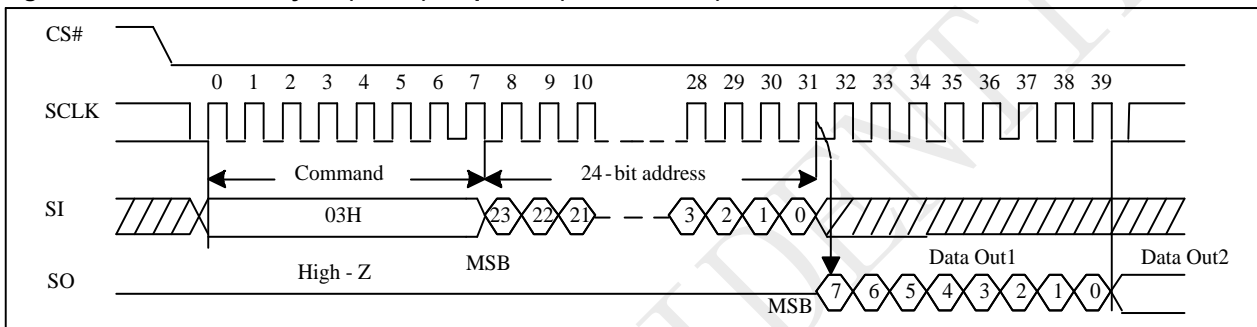 CS#
0 1 2 3 4 5 6 7 8 9 10 28 29 30 31 32 33 34 35 36 37 38 39
SCLK
Command 24-bit address
SI 03H 23 22 21 3 2 1 0
High - Z MSB Data Out1 Data Out2
SO MSB 7 6 5 4 3 2 1 0